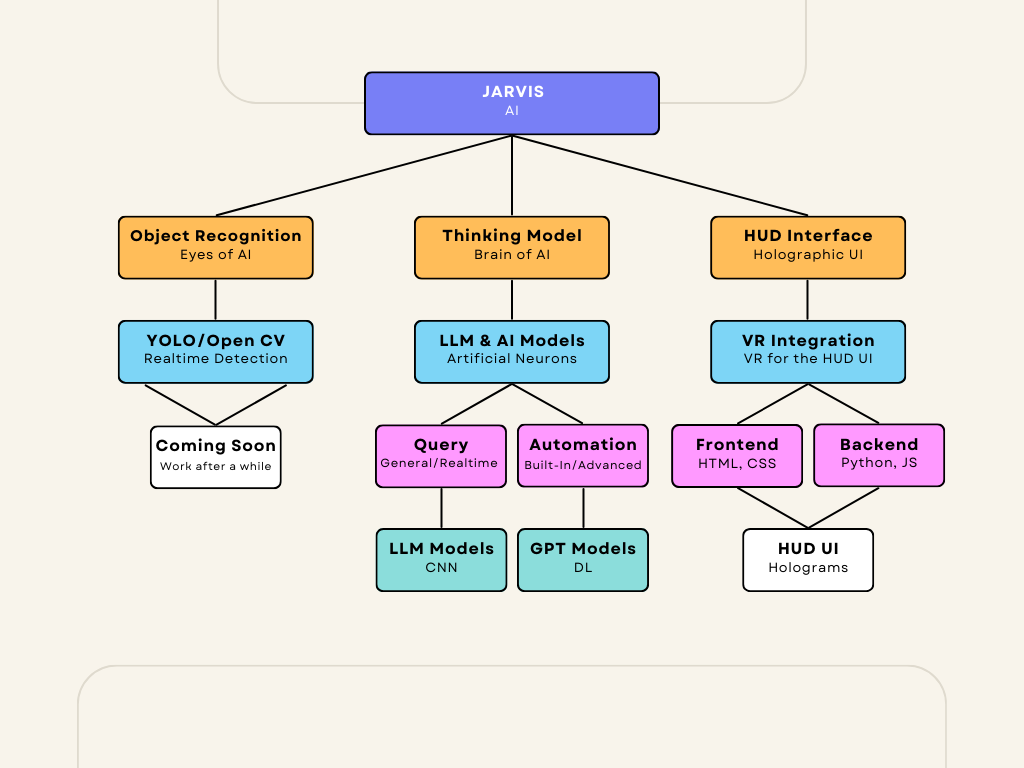 JARVIS
AI
Object Recognition
Eyes of AI
Thinking Model
Brain of AI
HUD Interface
Holographic UI
YOLO/Open CV
Realtime Detection
LLM & AI Models
Artificial Neurons
VR Integration
VR for the HUD UI
Coming Soon
Work after a while
Query
General/Realtime
Automation
Built-In/Advanced
Frontend
HTML, CSS
Backend
Python, JS
LLM Models
CNN
GPT Models
DL
HUD UI
Holograms